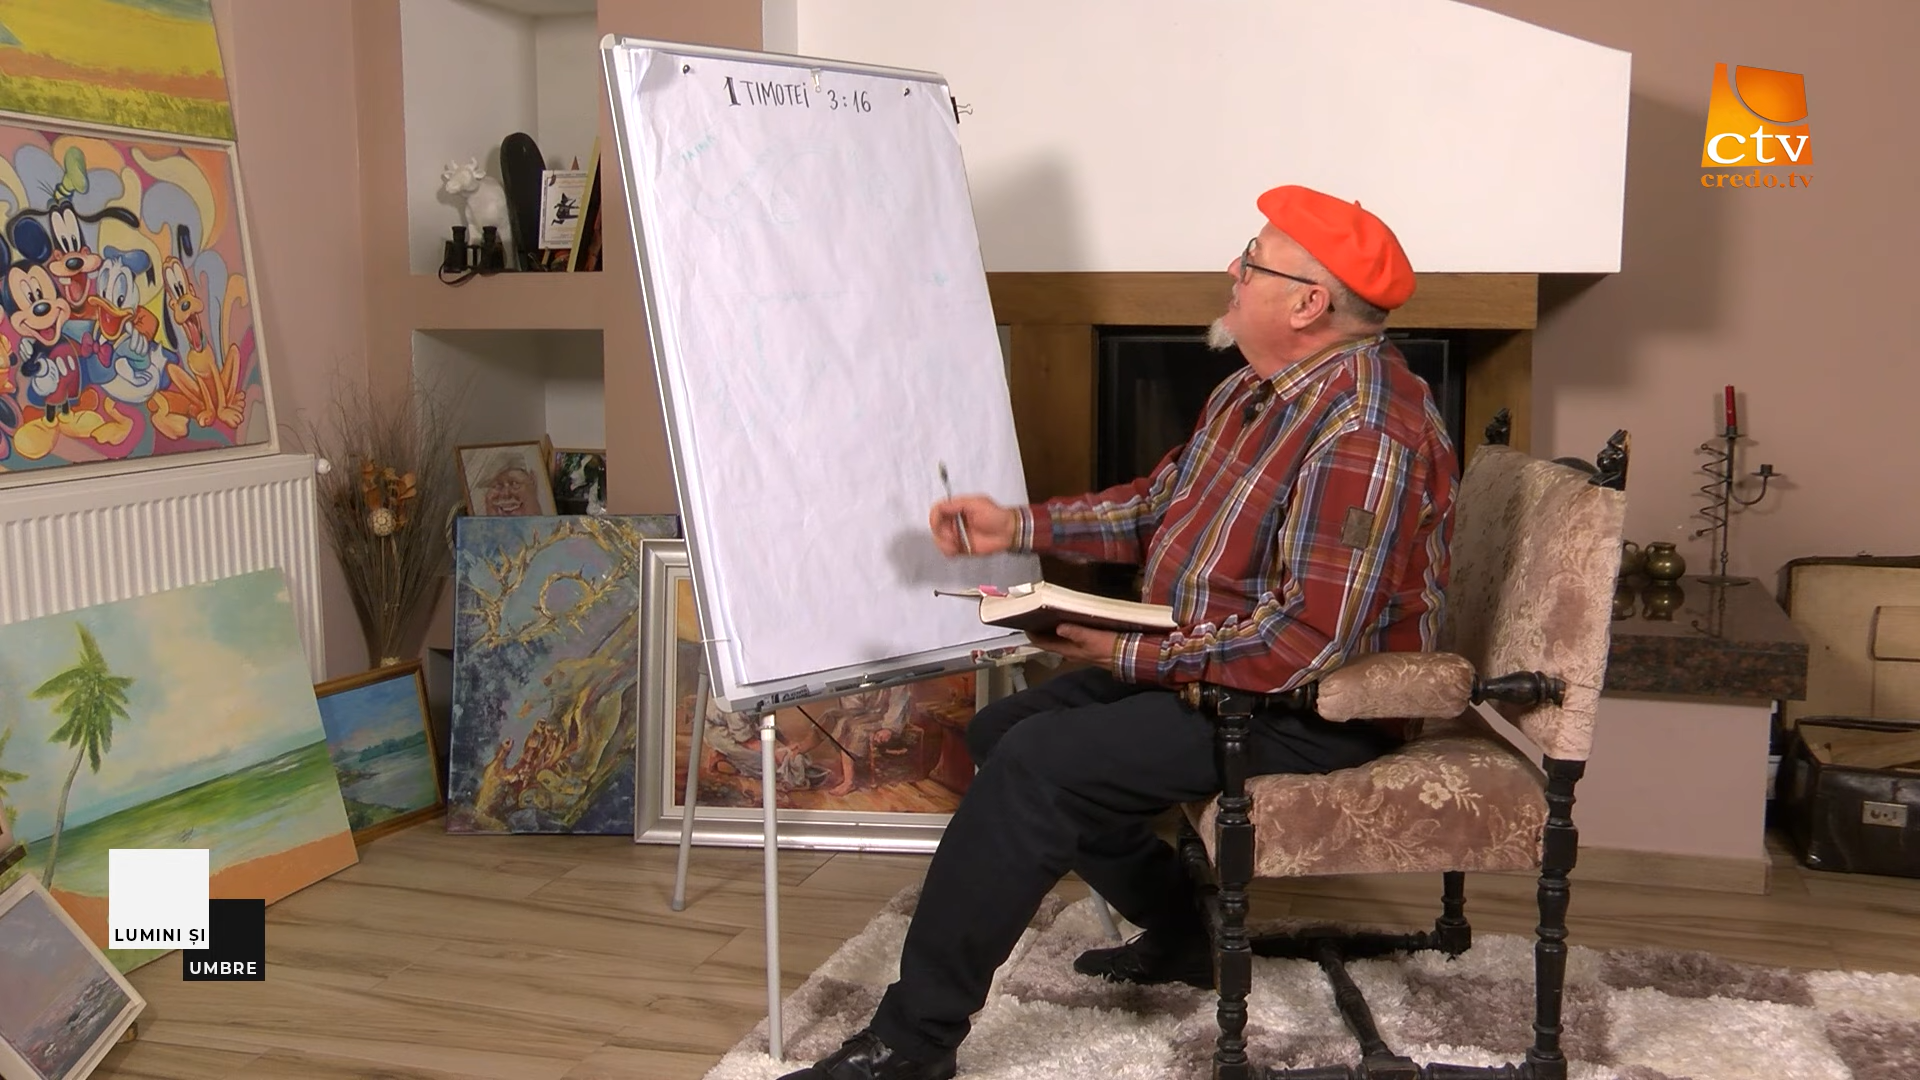 1 TIMOTEI 3:16
ctv
credo.tv
LUMINI ȘI
UMBRE